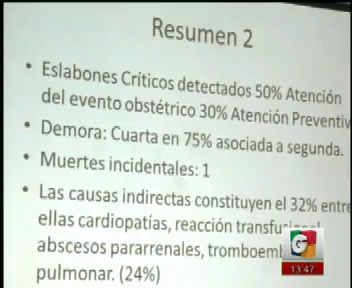 Resumen 2
• Eslabones Críticos detectados 50% Atención
del evento obstétrico 30% Atención Preventiv
• Demora: Cuarta en 75% asociada a segunda.
• Muertes incidentales: 1
• Las causas indirectas constituyen el 32% entre
ellas cardiopatías, reacción transfusional
abscesos pararrenales,
pulmonar. (24%)
13:47